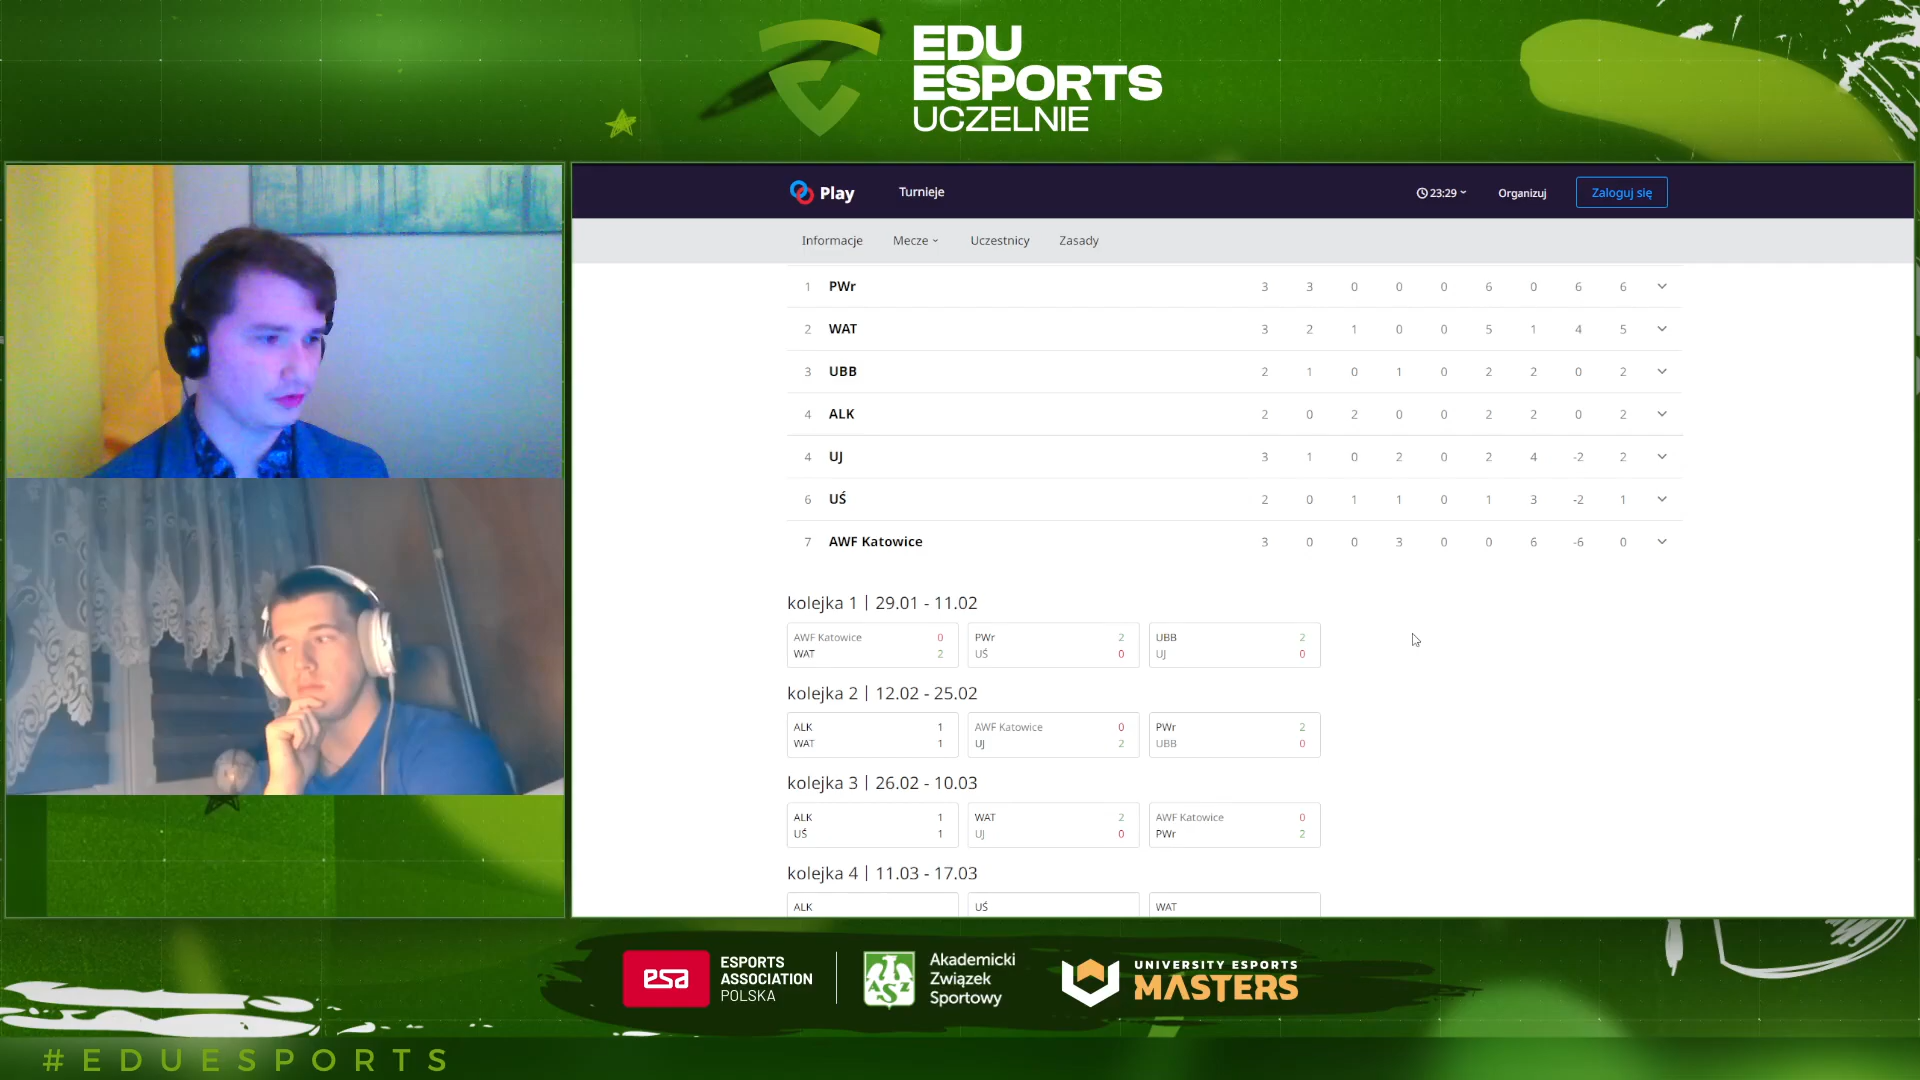 EDU
ESPORTS
UCZELNIE
Play Turnieje 23:29 Organizuj Zaloguj się
Informacje Mecze Uczestnicy Zasady
1 PWr 3 3 0 0 0 6 0 6 6
2 WAT 3 2 1 0 0 5 1 4 5
3 UBB 2 1 0 1 0 2 2 0 2
4 ALK 2 0 2 0 0 2 2 0 2
4 UJ 3 1 0 2 0 2 4 -2 2
6 UŚ 2 0 1 1 0 1 3 -2 1
7 AWF Katowice 3 0 0 3 0 0 6 -6 0
kolejka 1 | 29.01 - 11.02
AWF Katowice 0
WAT 2
PWr 2
UŚ 0
UBB 2
UJ 0
kolejka 2 | 12.02 - 25.02
ALK 1
WAT 1
AWF Katowice 0
UJ 2
PWr 2
UBB 0
kolejka 3 | 26.02 - 10.03
ALK 1
UŚ 1
WAT 2
UJ 0
AWF Katowice 0
PWr 2
kolejka 4 | 11.03 - 17.03
ALK
UŚ
WAT
esa
ESPORTS
ASSOCIATION
POLSKA
AZS
Akademicki
Związek
Sportowy
UNIVERSITY ESPORTS
MASTERS
#EDUESPORTS